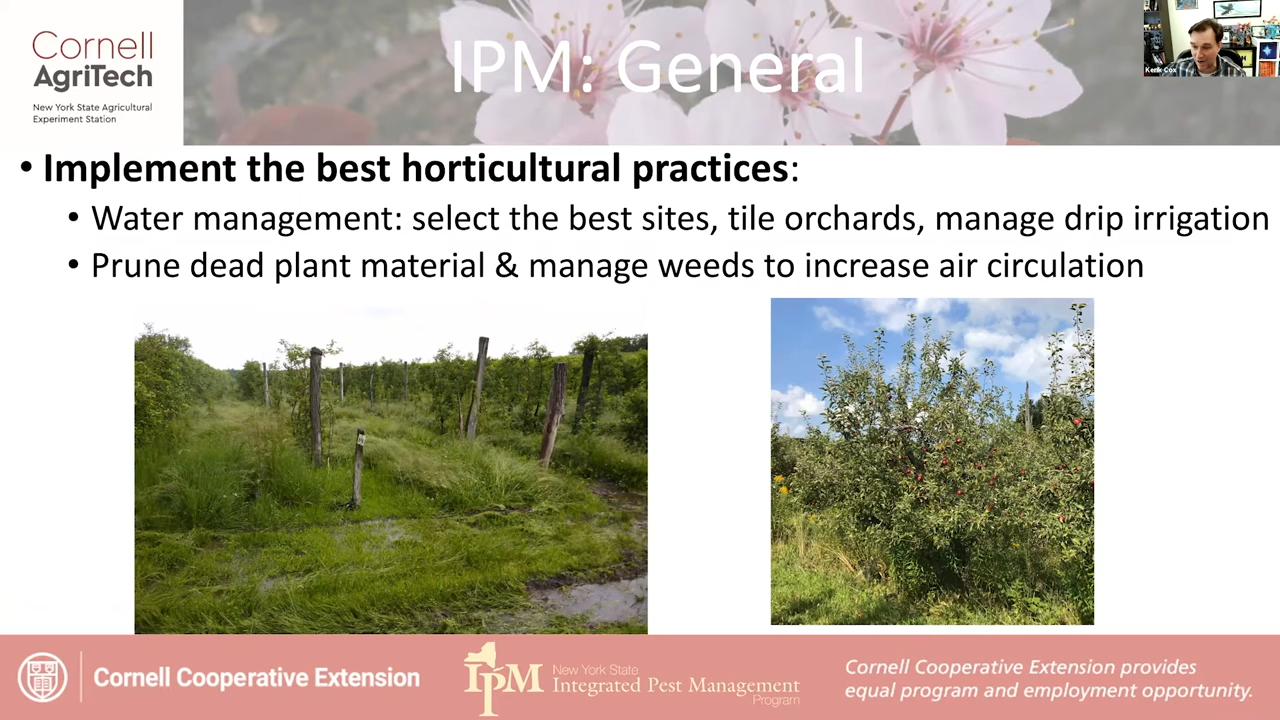 Cornell
AgriTech
New York State Agricultural
Experiment Station
IPM: General
Kerik Cox
• Implement the best horticultural practices:
• Water management: select the best sites, tile orchards, manage drip irrigation
• Prune dead plant material & manage weeds to increase air circulation
Cornell Cooperative Extension
IPM
New York State
Integrated Pest Management
Program
Cornell Cooperative Extension provides
equal program and employment opportunity.